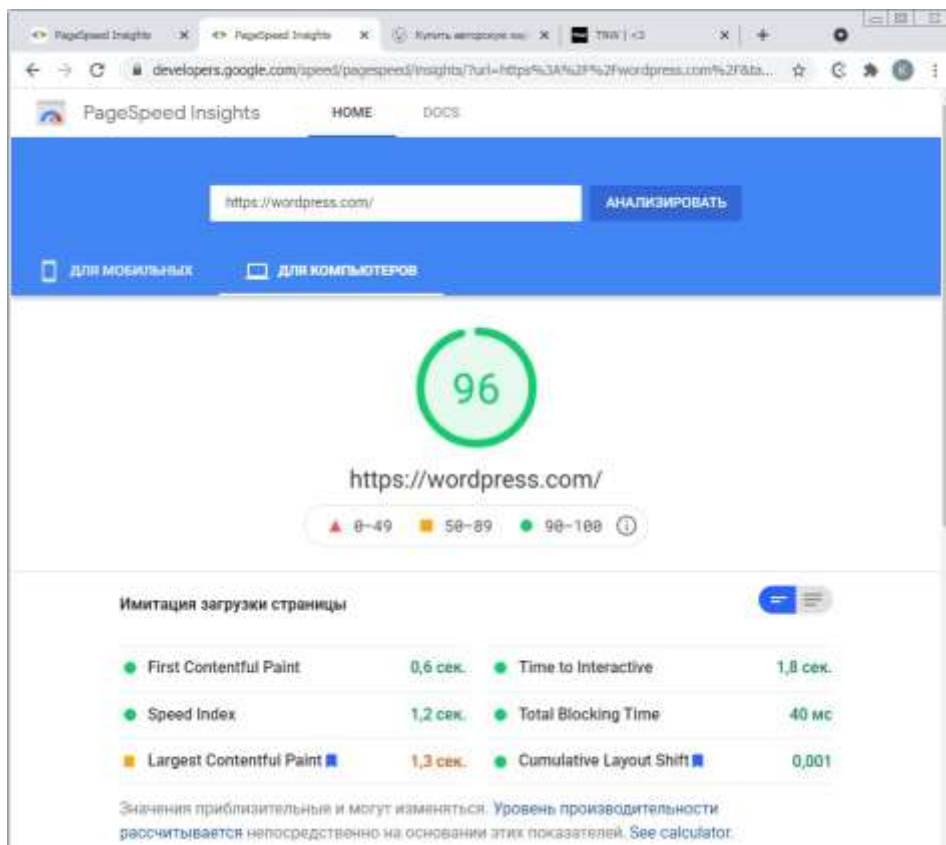 PageSpeed Insights
PageSpeed Insights
Купить авторскую
TRW | <3
developers.google.com/speed/pagespeed/insights/?url=https%3A%2F%2Fwordpress.com%2F&ta...
PageSpeed Insights HOME DOCS
https://wordpress.com/ АНАЛИЗИРОВАТЬ
ДЛЯ МОБИЛЬНЫХ ДЛЯ КОМПЬЮТЕРОВ
96
https://wordpress.com/
0–49 50–89 90–100
Имитация загрузки страницы
First Contentful Paint 0,6 сек. Time to Interactive 1,8 сек.
Speed Index 1,2 сек. Total Blocking Time 40 мс
Largest Contentful Paint 1,3 сек. Cumulative Layout Shift 0,001
Значения приблизительные и могут изменяться. Уровень производительности
рассчитывается непосредственно на основании этих показателей. See calculator.